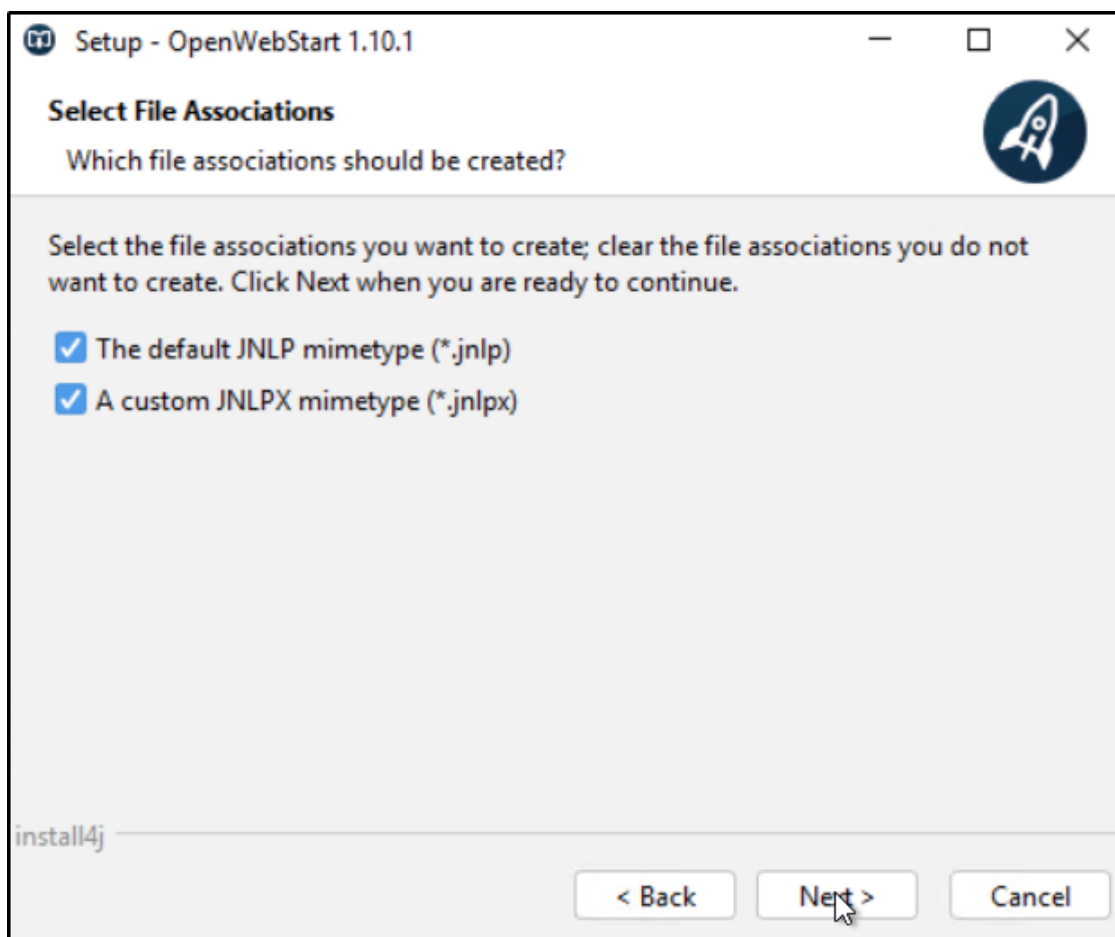 Setup - OpenWebStart 1.10.1
Select File Associations
Which file associations should be created?
Select the file associations you want to create; clear the file associations you do not
want to create. Click Next when you are ready to continue.
The default JNLP mimetype (*.jnlp)
A custom JNLPX mimetype (*.jnlpx)
install4j
< Back
Next >
Cancel